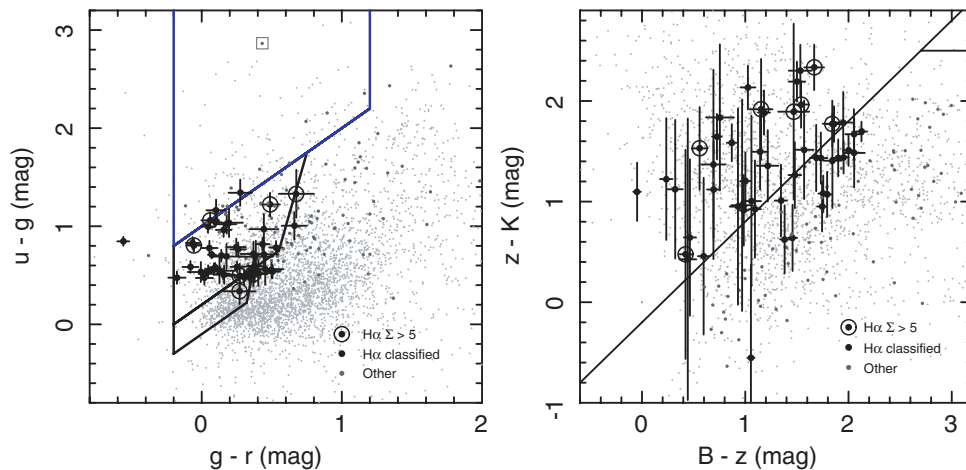 3
2
1
0
u - g (mag)
0
1
2
g - r (mag)
Hα Σ > 5
Hα classified
Other
2
1
0
-1
z - K (mag)
0
1
2
3
B - z (mag)
Hα Σ > 5
Hα classified
Other